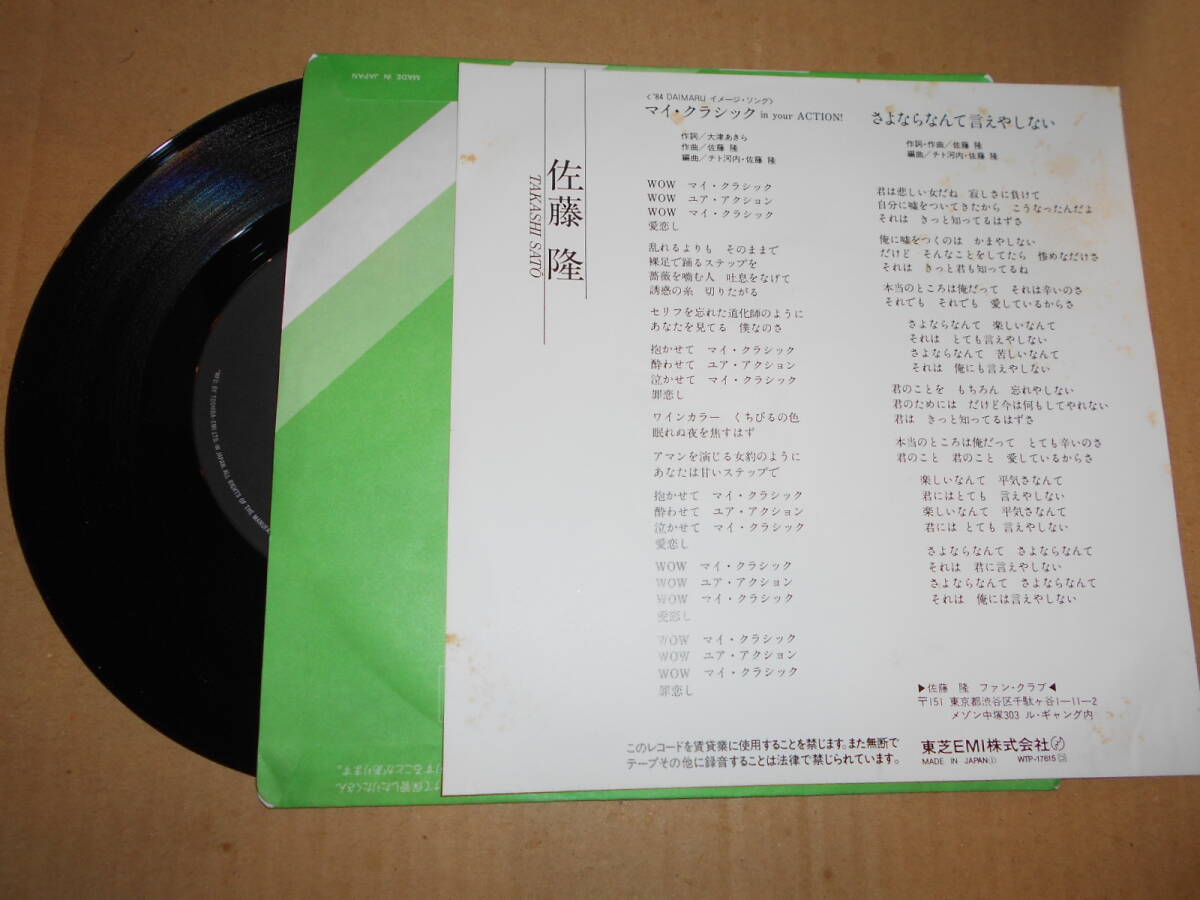 MADE IN JAPAN
佐藤 隆
TAKASHI SATŌ
〈'84 DAIMARU イメージ・ソング〉
マイ・クラシック in your ACTION!
作詞/大津あきら
作曲/佐藤 隆
編曲/チト河内・佐藤 隆
WOW マイ・クラシック
WOW ユア・アクション
WOW マイ・クラシック
愛恋し
乱れるよりも そのままで
裸足で踊るステップを
薔薇を噛む人 吐息をなげて
誘惑の糸 切りたがる
セリフを忘れた道化師のように
あなたを見てる 僕なのさ
抱かせて マイ・クラシック
酔わせて ユア・アクション
泣かせて マイ・クラシック
罪恋し
ワインカラー くちびるの色
眠れぬ夜を焦すはず
アマンを演じる女豹のように
あなたは甘いステップで
抱かせて マイ・クラシック
酔わせて ユア・アクション
泣かせて マイ・クラシック
愛恋し
WOW マイ・クラシック
WOW ユア・アクション
WOW マイ・クラシック
愛恋し
WOW マイ・クラシック
WOW ユア・アクション
WOW マイ・クラシック
罪恋し
さよならなんて言えやしない
作詞・作曲/佐藤 隆
編曲/チト河内・佐藤 隆
君は悲しい女だね 寂しさに負けて
自分に嘘をついてきたから こうなったんだよ
それは きっと知ってるはずさ
俺に嘘をつくのは かまやしない
だけど そんなことをしてたら 惨めなだけさ
それは きっと君も知ってるね
本当のところは俺だって それは辛いのさ
それでも それでも 愛しているからさ
さよならなんて 楽しいなんて
それは とても言えやしない
さよならなんて 苦しいなんて
それは 俺にも言えやしない
君のことを もちろん 忘れやしない
君のためには だけど今は何もしてやれない
君は きっと知ってるはずさ
本当のところは俺だって とても辛いのさ
君のこと 君のこと 愛しているからさ
楽しいなんて 平気さなんて
君にはとても 言えやしない
楽しいなんて 平気さなんて
君には とても 言えやしない
さよならなんて さよならなんて
それは 君に言えやしない
さよならなんて さよならなんて
それは 俺には言えやしない
▶佐藤 隆 ファン・クラブ◀
〒151 東京都渋谷区千駄ヶ谷1-11-2
メゾン中塚303 ル・ギャング内
このレコードを賃貸業に使用することを禁じます。また無断で
テープその他に録音することは法律で禁じられています。
東芝EMI株式会社
MADE IN JAPAN
WTP-17615
MF'D BY TOSHIBA-EMI LTD. IN JAPAN. ALL RIGHTS OF THE
することがあります。
けて保管したりたくさん